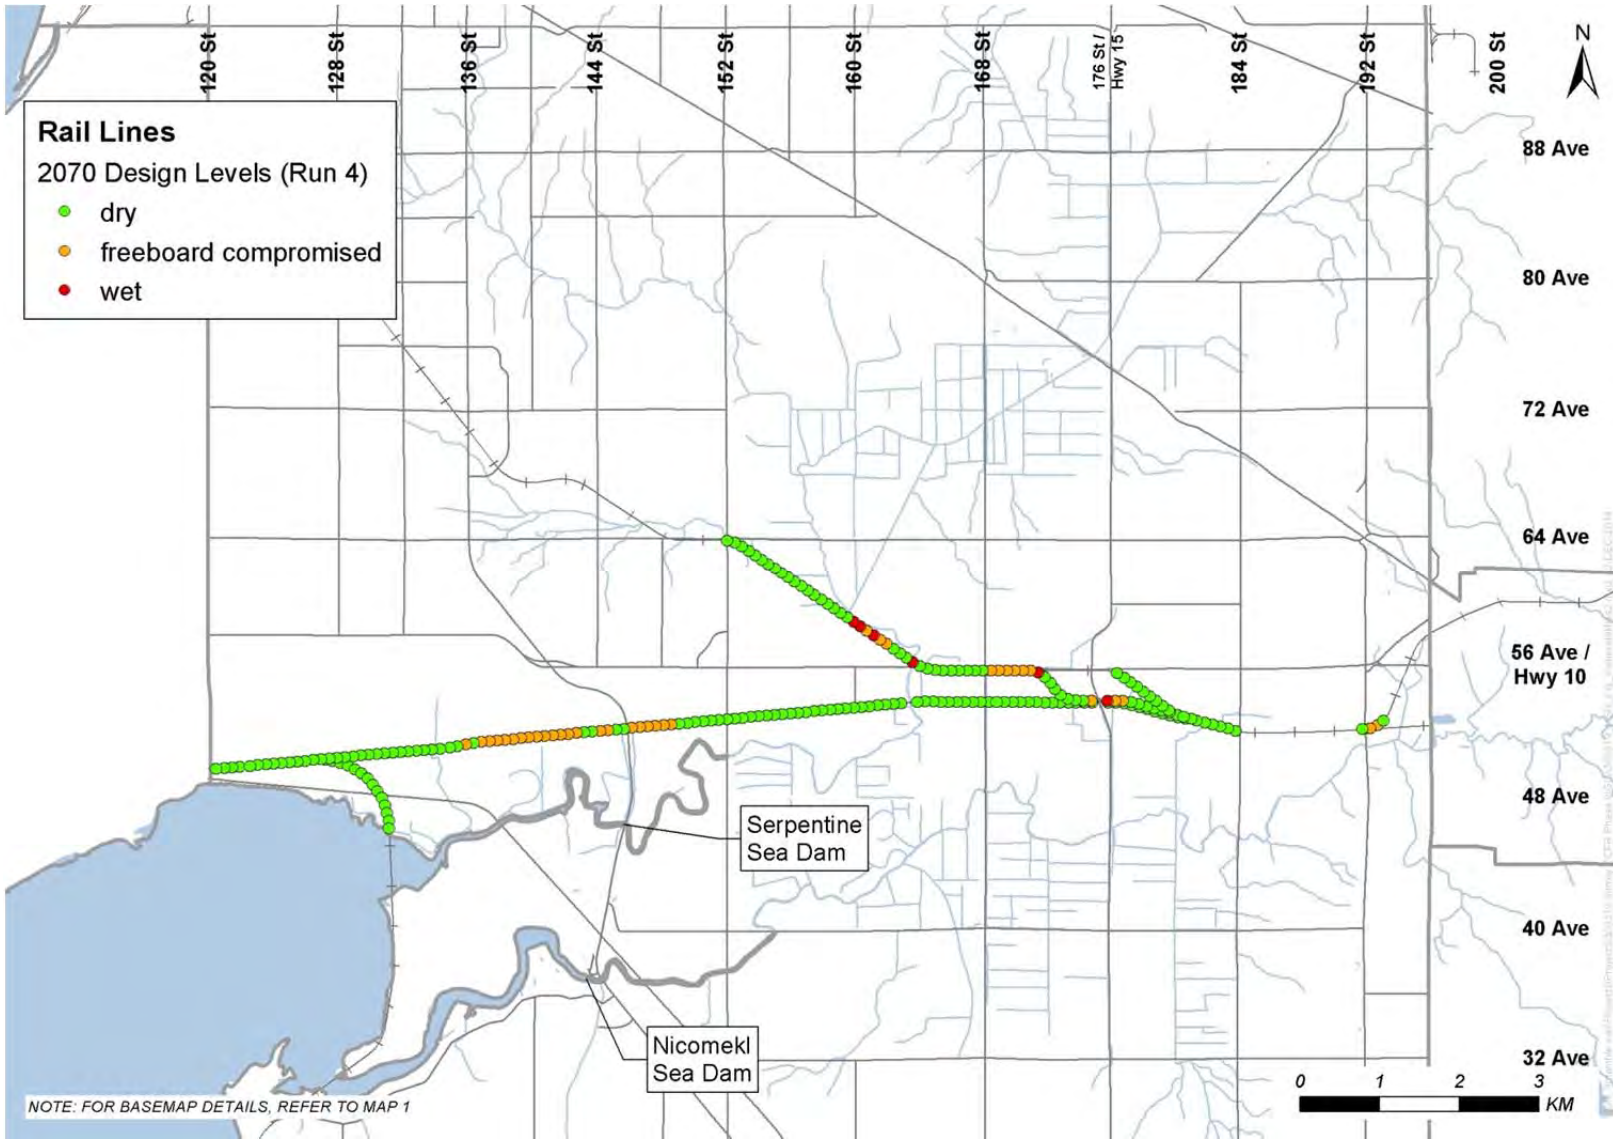 120 St
128 St
136 St
144 St
152 St
160 St
168 St
176 St /
Hwy 15
184 St
192 St
200 St
N
Rail Lines
2070 Design Levels (Run 4)
dry
freeboard compromised
wet
88 Ave
80 Ave
72 Ave
64 Ave
56 Ave /
Hwy 10
48 Ave
40 Ave
32 Ave
Serpentine
Sea Dam
Nicomekl
Sea Dam
0 1 2 3
KM
NOTE: FOR BASEMAP DETAILS, REFER TO MAP 1